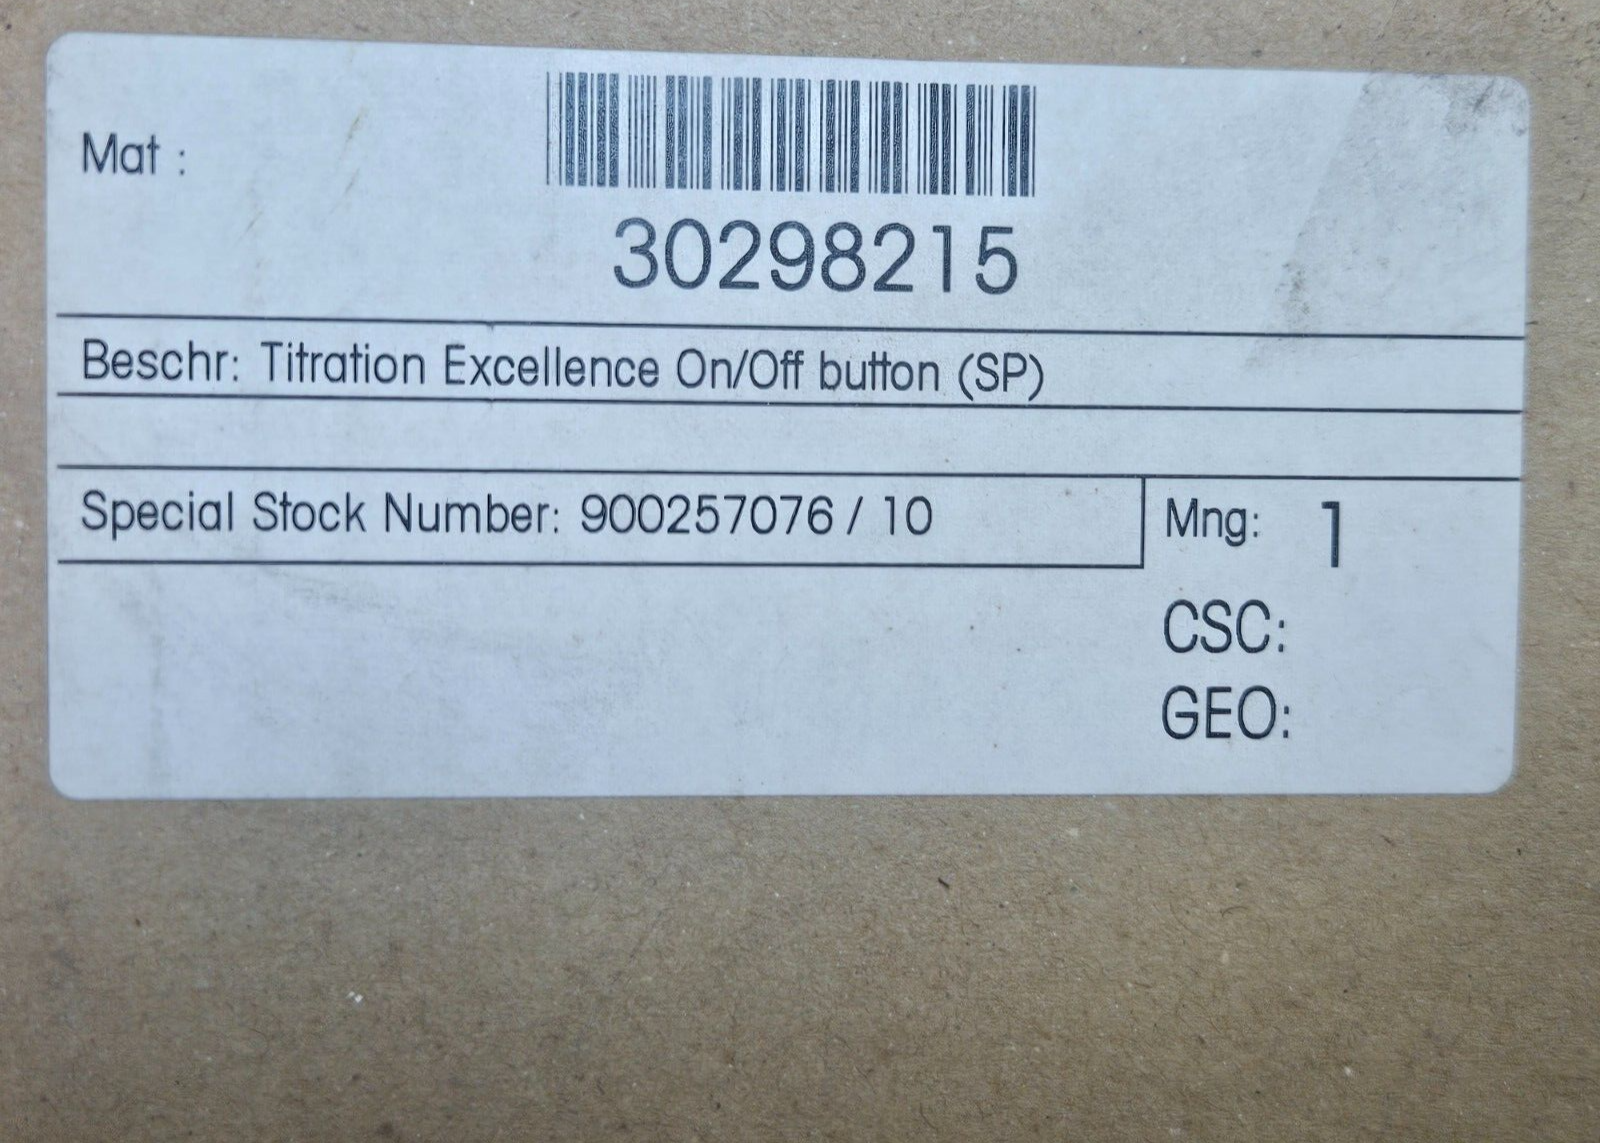 Mat :
30298215
Beschr: Titration Excellence On/Off button (SP)
Special Stock Number: 900257076 / 10
Mng: 1
CSC:
GEO: